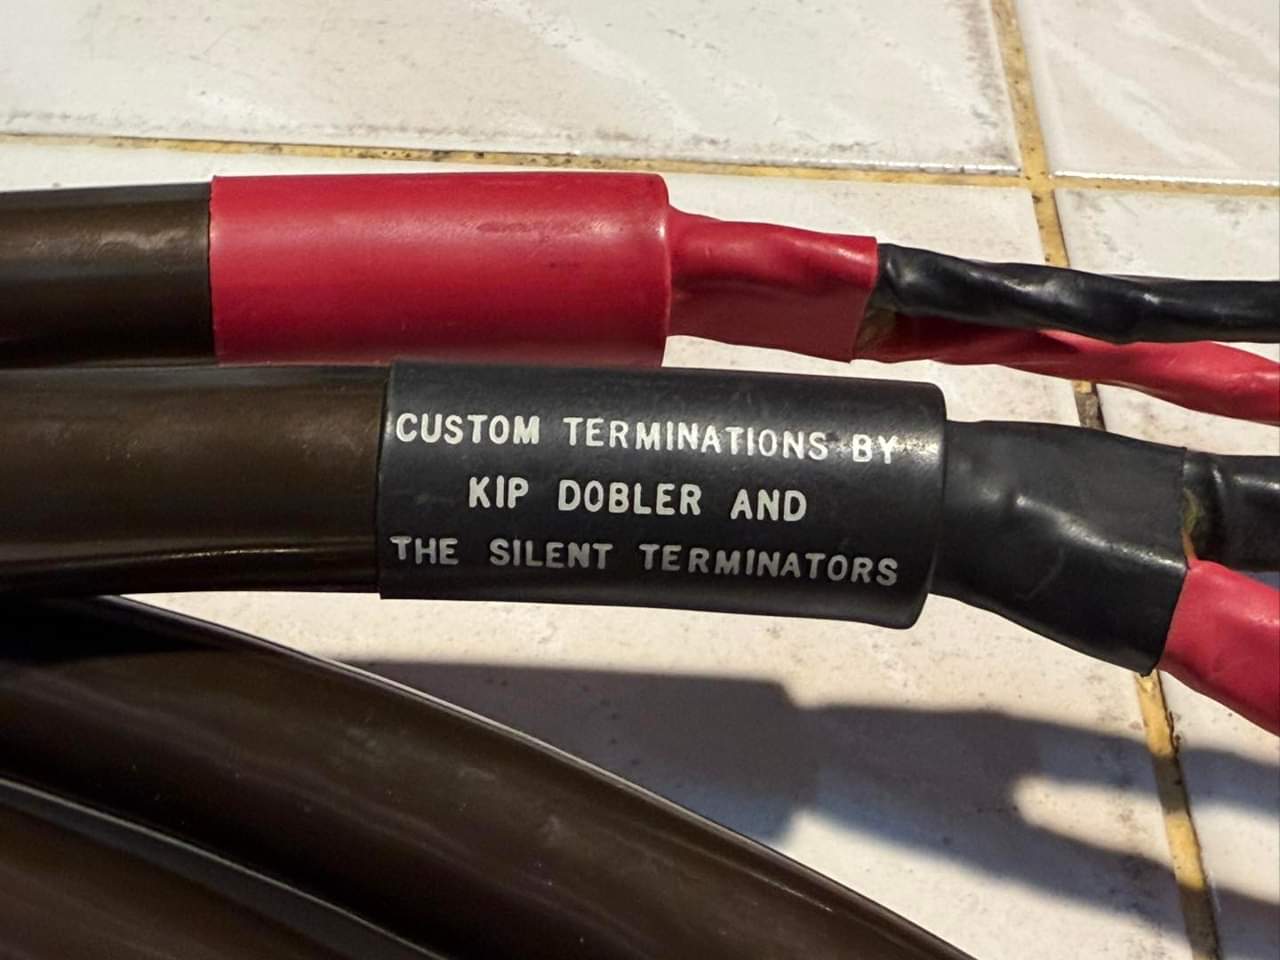 CUSTOM TERMINATIONS BY
KIP DOBLER AND
THE SILENT TERMINATORS